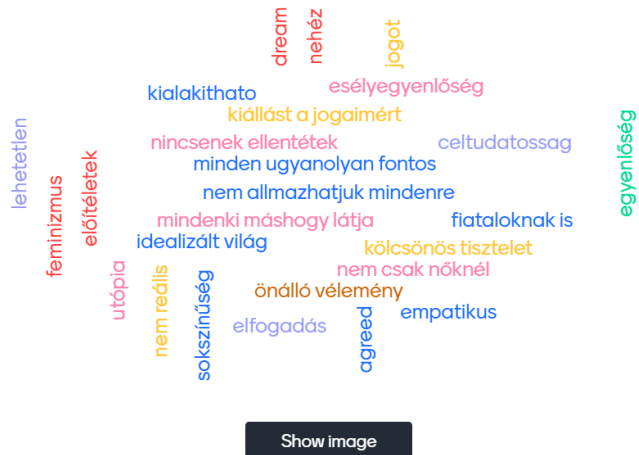 dream
nehéz
jogot
esélyegyenlőség
kialakithato
kiállást a jogaimért
nincsenek ellentétek
celtudatossag
minden ugyanolyan fontos
lehetetlen
egyenlőség
előítéletek
feminizmus
nem allmazhatjuk mindenre
mindenki máshogy látja
fiataloknak is
idealizált világ
kölcsönös tisztelet
nem csak nőknél
utópia
nem reális
sokszínűség
önálló vélemény
empatikus
elfogadás
agreed
Show image